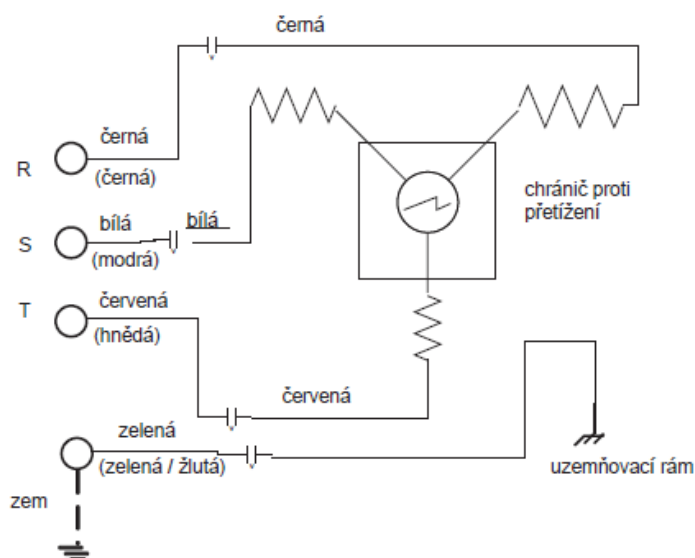 černá
černá
R
(černá)
chránič proti
přetížení
bílá
bílá
S
(modrá)
T
červená
(hnědá)
červená
zelená
(zelená / žlutá)
uzemňovací rám
zem